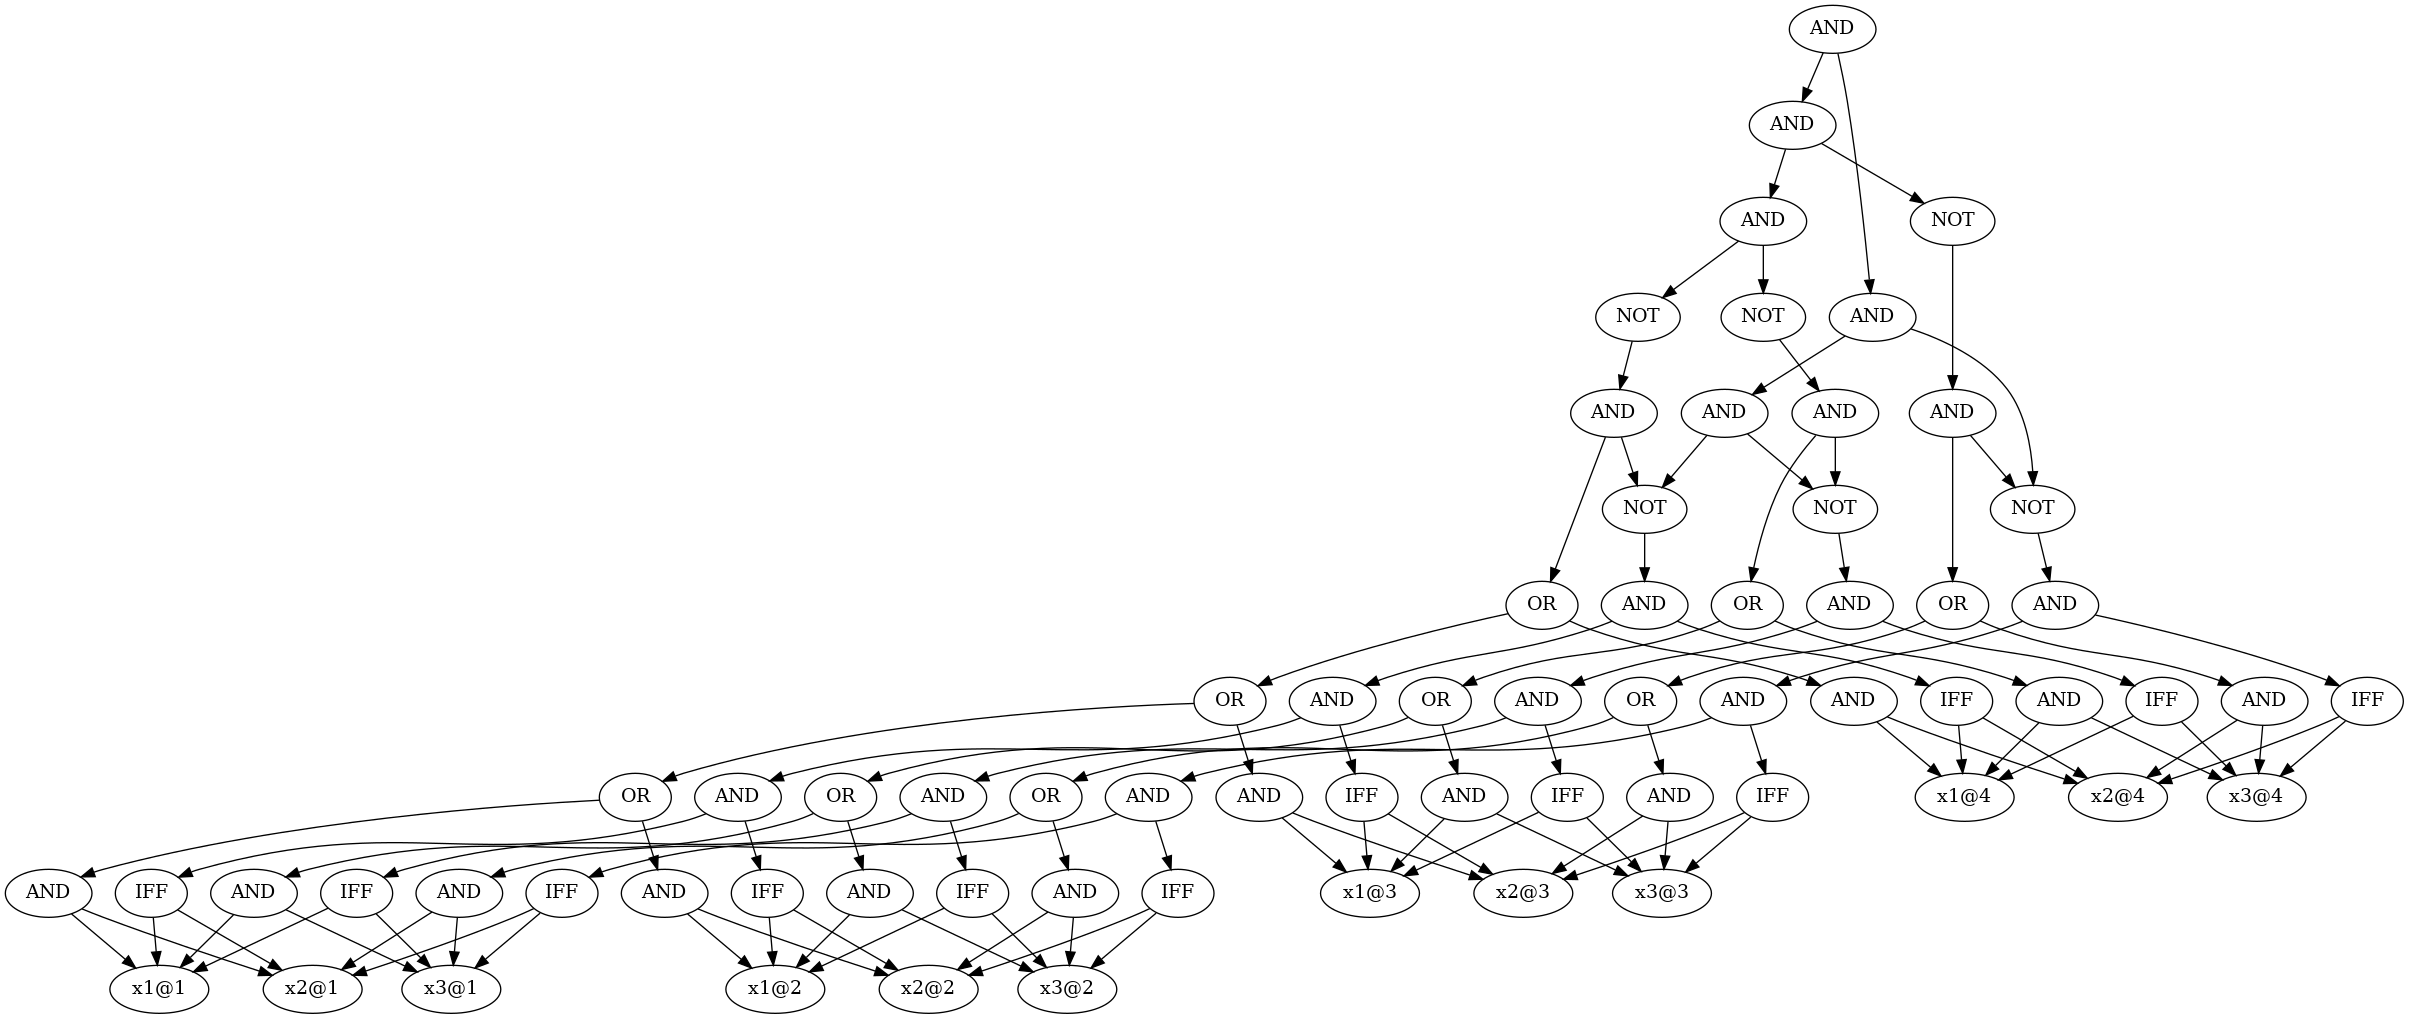 AND
AND
AND
NOT
NOT
NOT
AND
AND
AND
AND
AND
NOT
NOT
NOT
OR
AND
OR
AND
OR
AND
OR
AND
OR
AND
OR
AND
AND
IFF
AND
IFF
AND
IFF
OR
AND
OR
AND
OR
AND
AND
IFF
AND
IFF
AND
IFF
x1@4
x2@4
x3@4
AND
IFF
AND
IFF
AND
IFF
AND
IFF
AND
IFF
AND
IFF
x1@3
x2@3
x3@3
x1@1
x2@1
x3@1
x1@2
x2@2
x3@2